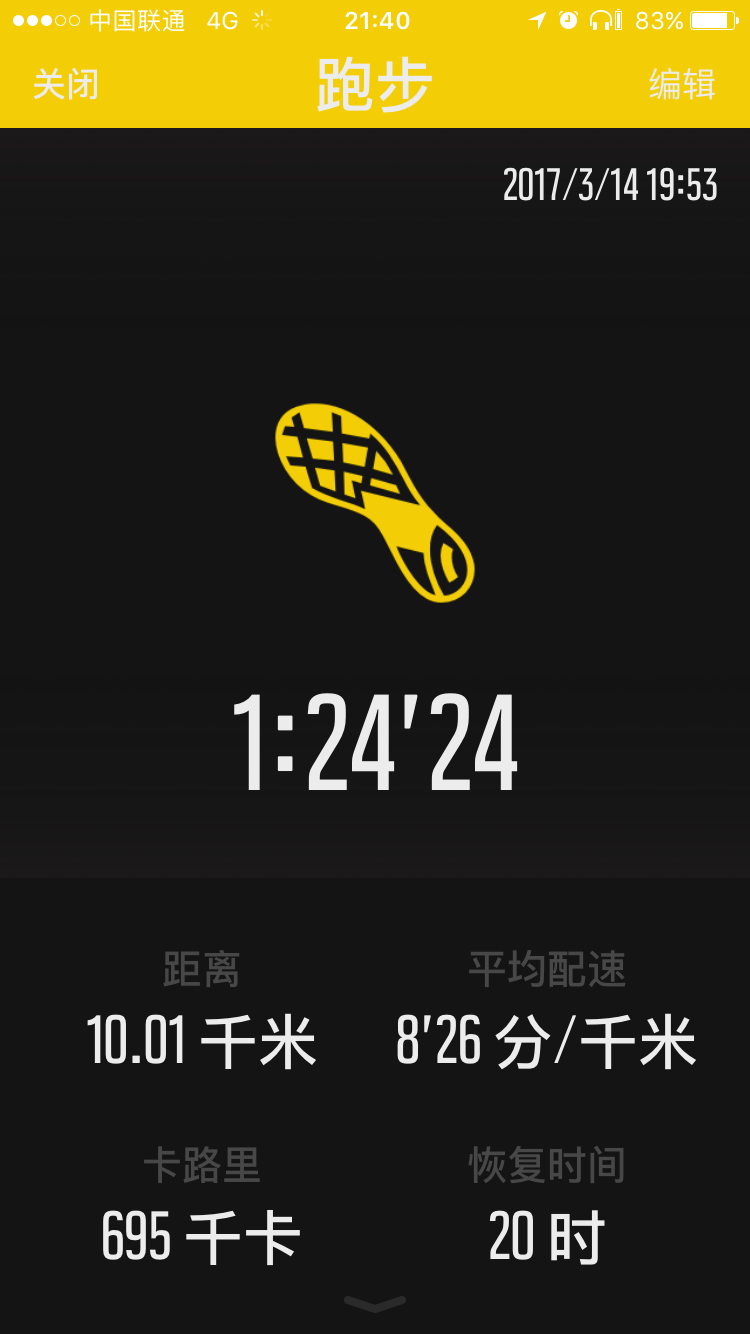 中国联通 4G 21:40 83%
关闭 跑步 编辑
2017/3/14 19:53
1:24'24
距离 平均配速
10.01 千米 8'26 分/千米
卡路里 恢复时间
695 千卡 20 时